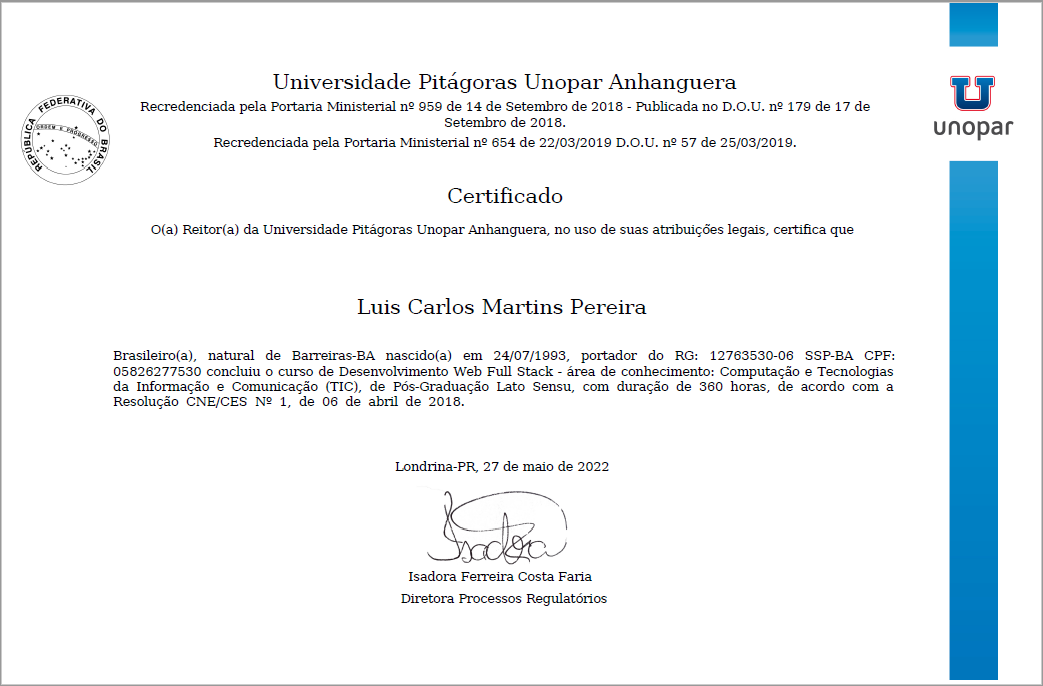 Universidade Pitágoras Unopar Anhanguera
Recredenciada pela Portaria Ministerial nº 959 de 14 de Setembro de 2018 - Publicada no D.O.U. nº 179 de 17 de
Setembro de 2018.
Recredenciada pela Portaria Ministerial nº 654 de 22/03/2019 D.O.U. nº 57 de 25/03/2019.
REPÚBLICA FEDERATIVA DO BRASIL
ORDEM E PROGRESSO
unopar
Certificado
O(a) Reitor(a) da Universidade Pitágoras Unopar Anhanguera, no uso de suas atribuições legais, certifica que
Luis Carlos Martins Pereira
Brasileiro(a), natural de Barreiras-BA nascido(a) em 24/07/1993, portador do RG: 12763530-06 SSP-BA CPF:
05826277530 concluiu o curso de Desenvolvimento Web Full Stack - área de conhecimento: Computação e Tecnologias
da Informação e Comunicação (TIC), de Pós-Graduação Lato Sensu, com duração de 360 horas, de acordo com a
Resolução CNE/CES Nº 1, de 06 de abril de 2018.
Londrina-PR, 27 de maio de 2022
Isadora
Isadora Ferreira Costa Faria
Diretora Processos Regulatórios